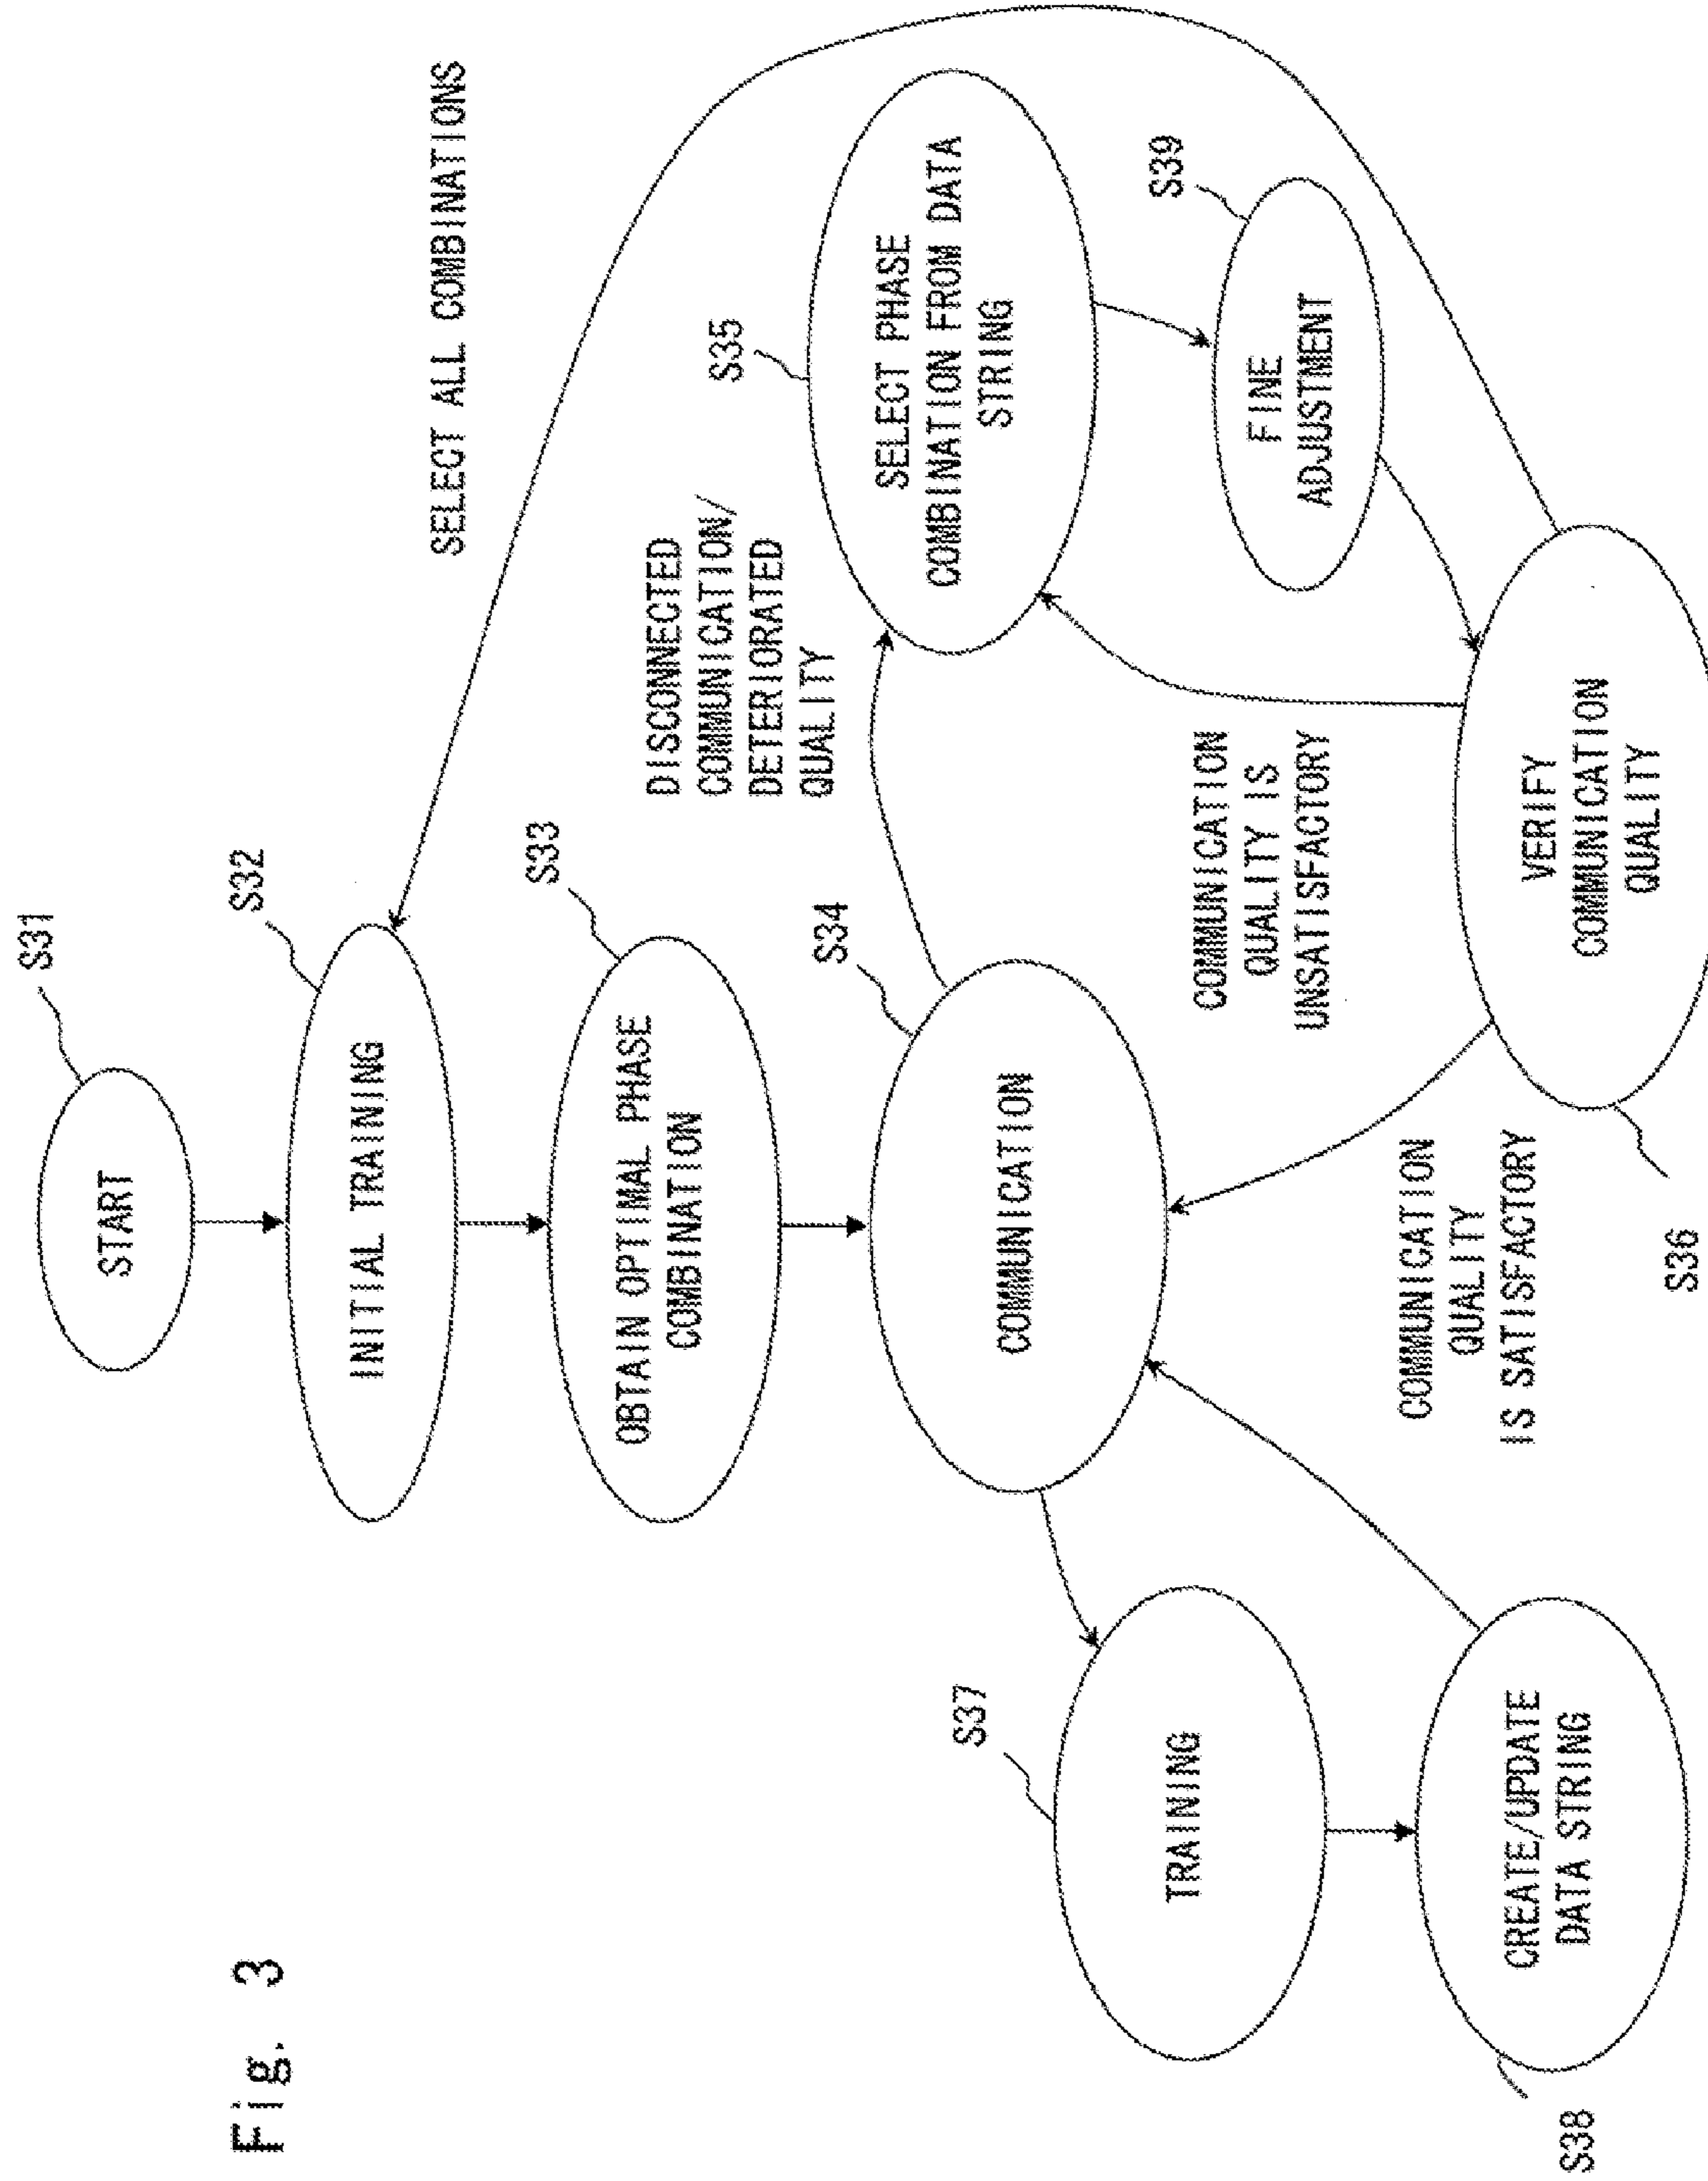 Fig. 3
START
S31
INITIAL TRAINING
S32
OBTAIN OPTIMAL PHASE
COMBINATION
S33
COMMUNICATION
S34
SELECT ALL COMBINATIONS
DISCONNECTED
COMMUNICATION/
DETERIORATED
QUALITY
S35
SELECT PHASE
COMBINATION FROM DATA
STRING
S39
FINE
ADJUSTMENT
COMMUNICATION
QUALITY IS
UNSATISFACTORY
VERIFY
COMMUNICATION
QUALITY
S36
COMMUNICATION
QUALITY
IS SATISFACTORY
S37
TRAINING
CREATE/UPDATE
DATA STRING
S38